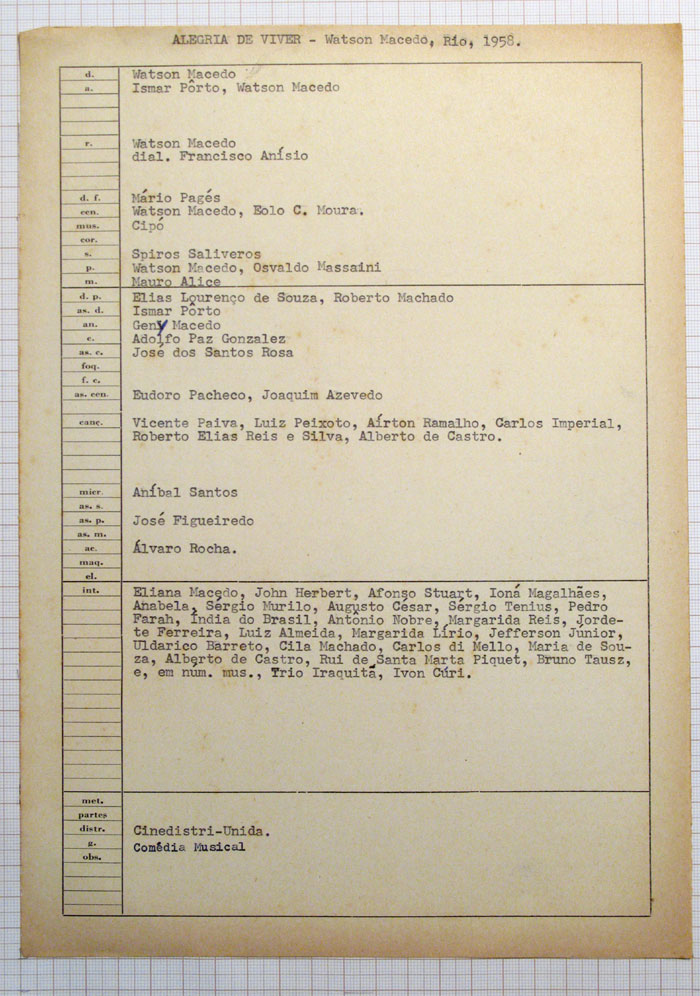 ALEGRIA DE VIVER - Watson Macedo, Rio, 1958.
d. Watson Macedo
a. Ismar Pôrto, Watson Macedo
r. Watson Macedo
dial. Francisco Anísio
d. f. Mário Pagés
cen. Watson Macedo, Eolo C. Moura.
mus. Cipó
cor.
s. Spiros Saliveros
p. Watson Macedo, Osvaldo Massaini
m. Mauro Alice
d. p. Elias Lourenço de Souza, Roberto Machado
as. d. Ismar Pôrto
an. Geny Macedo
c. Adolfo Paz Gonzalez
as. c. José dos Santos Rosa
foq.
f. c.
as. cen. Eudoro Pacheco, Joaquim Azevedo
canç. Vicente Paiva, Luiz Peixoto, Aírton Ramalho, Carlos Imperial,
Roberto Elias Reis e Silva, Alberto de Castro.
micr. Aníbal Santos
as. s.
as. p. José Figueiredo
as. m.
ac. Álvaro Rocha.
maq.
el.
int. Eliana Macedo, John Herbert, Afonso Stuart, Ioná Magalhães,
Anabela, Sérgio Murilo, Augusto César, Sérgio Tenius, Pedro
Farah, Índia do Brasil, Antônio Nobre, Margarida Reis, Jorde-
te Ferreira, Luiz Almeida, Margarida Lírio, Jefferson Júnior,
Uldarico Barreto, Cila Machado, Carlos di Mello, Maria de Sou-
za, Alberto de Castro, Rui de Santa Marta Piquet, Bruno Tausz,
e, em num. mus., Trio Iraquitá, Ivon Cúri.
met.
partes
distr. Cinedistri-Unida.
g. Comédia Musical
obs.